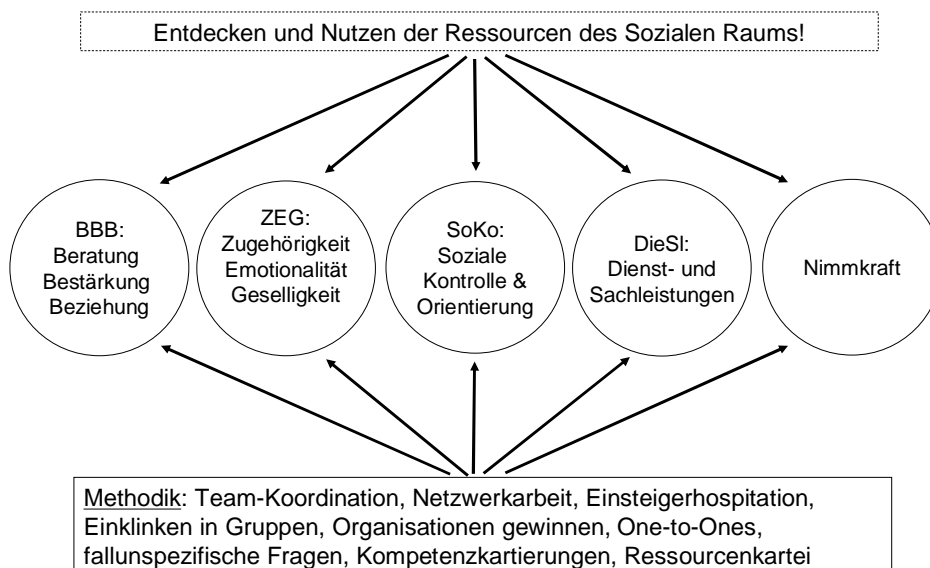 Entdecken und Nutzen der Ressourcen des Sozialen Raums!
BBB:
Beratung
Bestärkung
Beziehung
ZEG:
Zugehörigkeit
Emotionalität
Geselligkeit
SoKo:
Soziale
Kontrolle &
Orientierung
DieSl:
Dienst- und
Sachleistungen
Nimmkraft
Methodik: Team-Koordination, Netzwerkarbeit, Einsteigerhospitation,
Einklinken in Gruppen, Organisationen gewinnen, One-to-Ones,
fallunspezifische Fragen, Kompetenzkartierungen, Ressourcenkartei